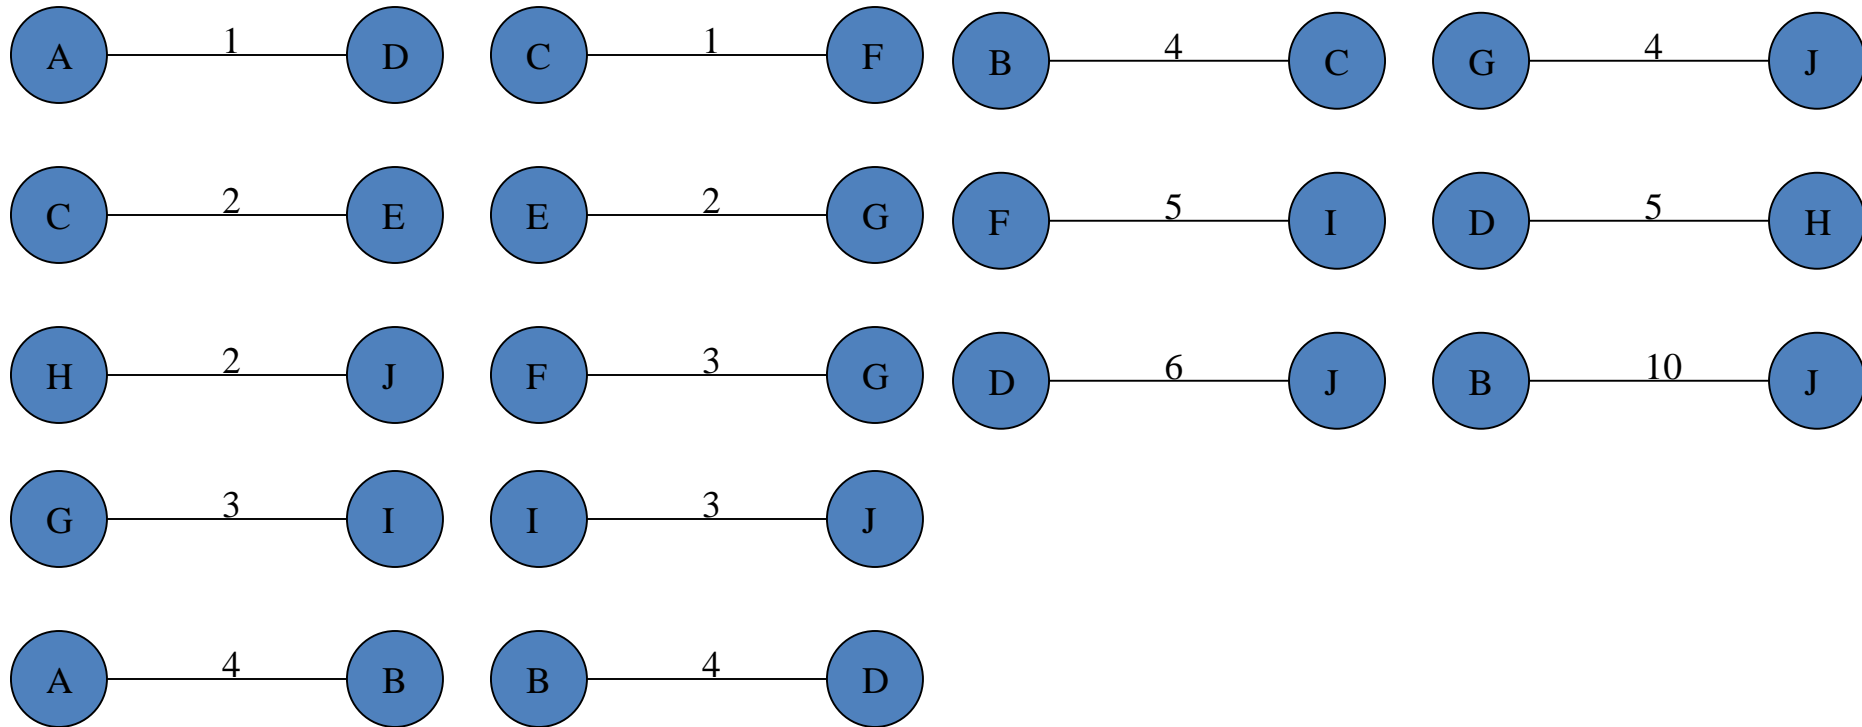 A 1 D C 1 F B 4 C G 4 J
C 2 E E 2 G F 5 I D 5 H
H 2 J F 3 G D 6 J B 10 J
G 3 I I 3 J
A 4 B B 4 D